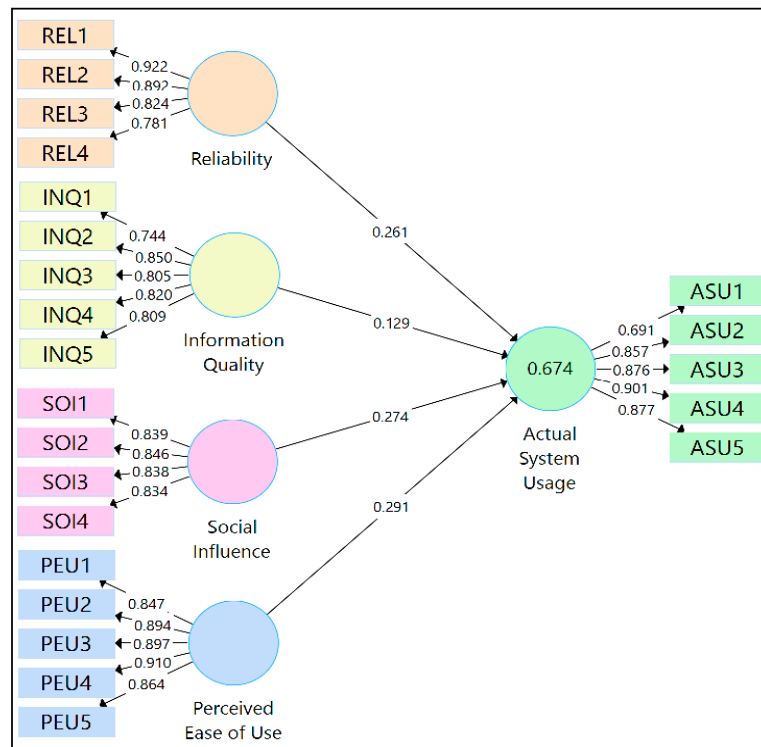 REL1
REL2
REL3
REL4
0.922
0.892
0.824
0.781
Reliability
INQ1
INQ2
INQ3
INQ4
INQ5
0.744
0.850
0.805
0.820
0.809
Information
Quality
SOI1
SOI2
SOI3
SOI4
0.839
0.846
0.838
0.834
Social
Influence
PEU1
PEU2
PEU3
PEU4
PEU5
0.847
0.894
0.897
0.910
0.864
Perceived
Ease of Use
0.261
0.129
0.274
0.291
0.674
Actual
System
Usage
0.691
0.857
0.876
0.901
0.877
ASU1
ASU2
ASU3
ASU4
ASU5